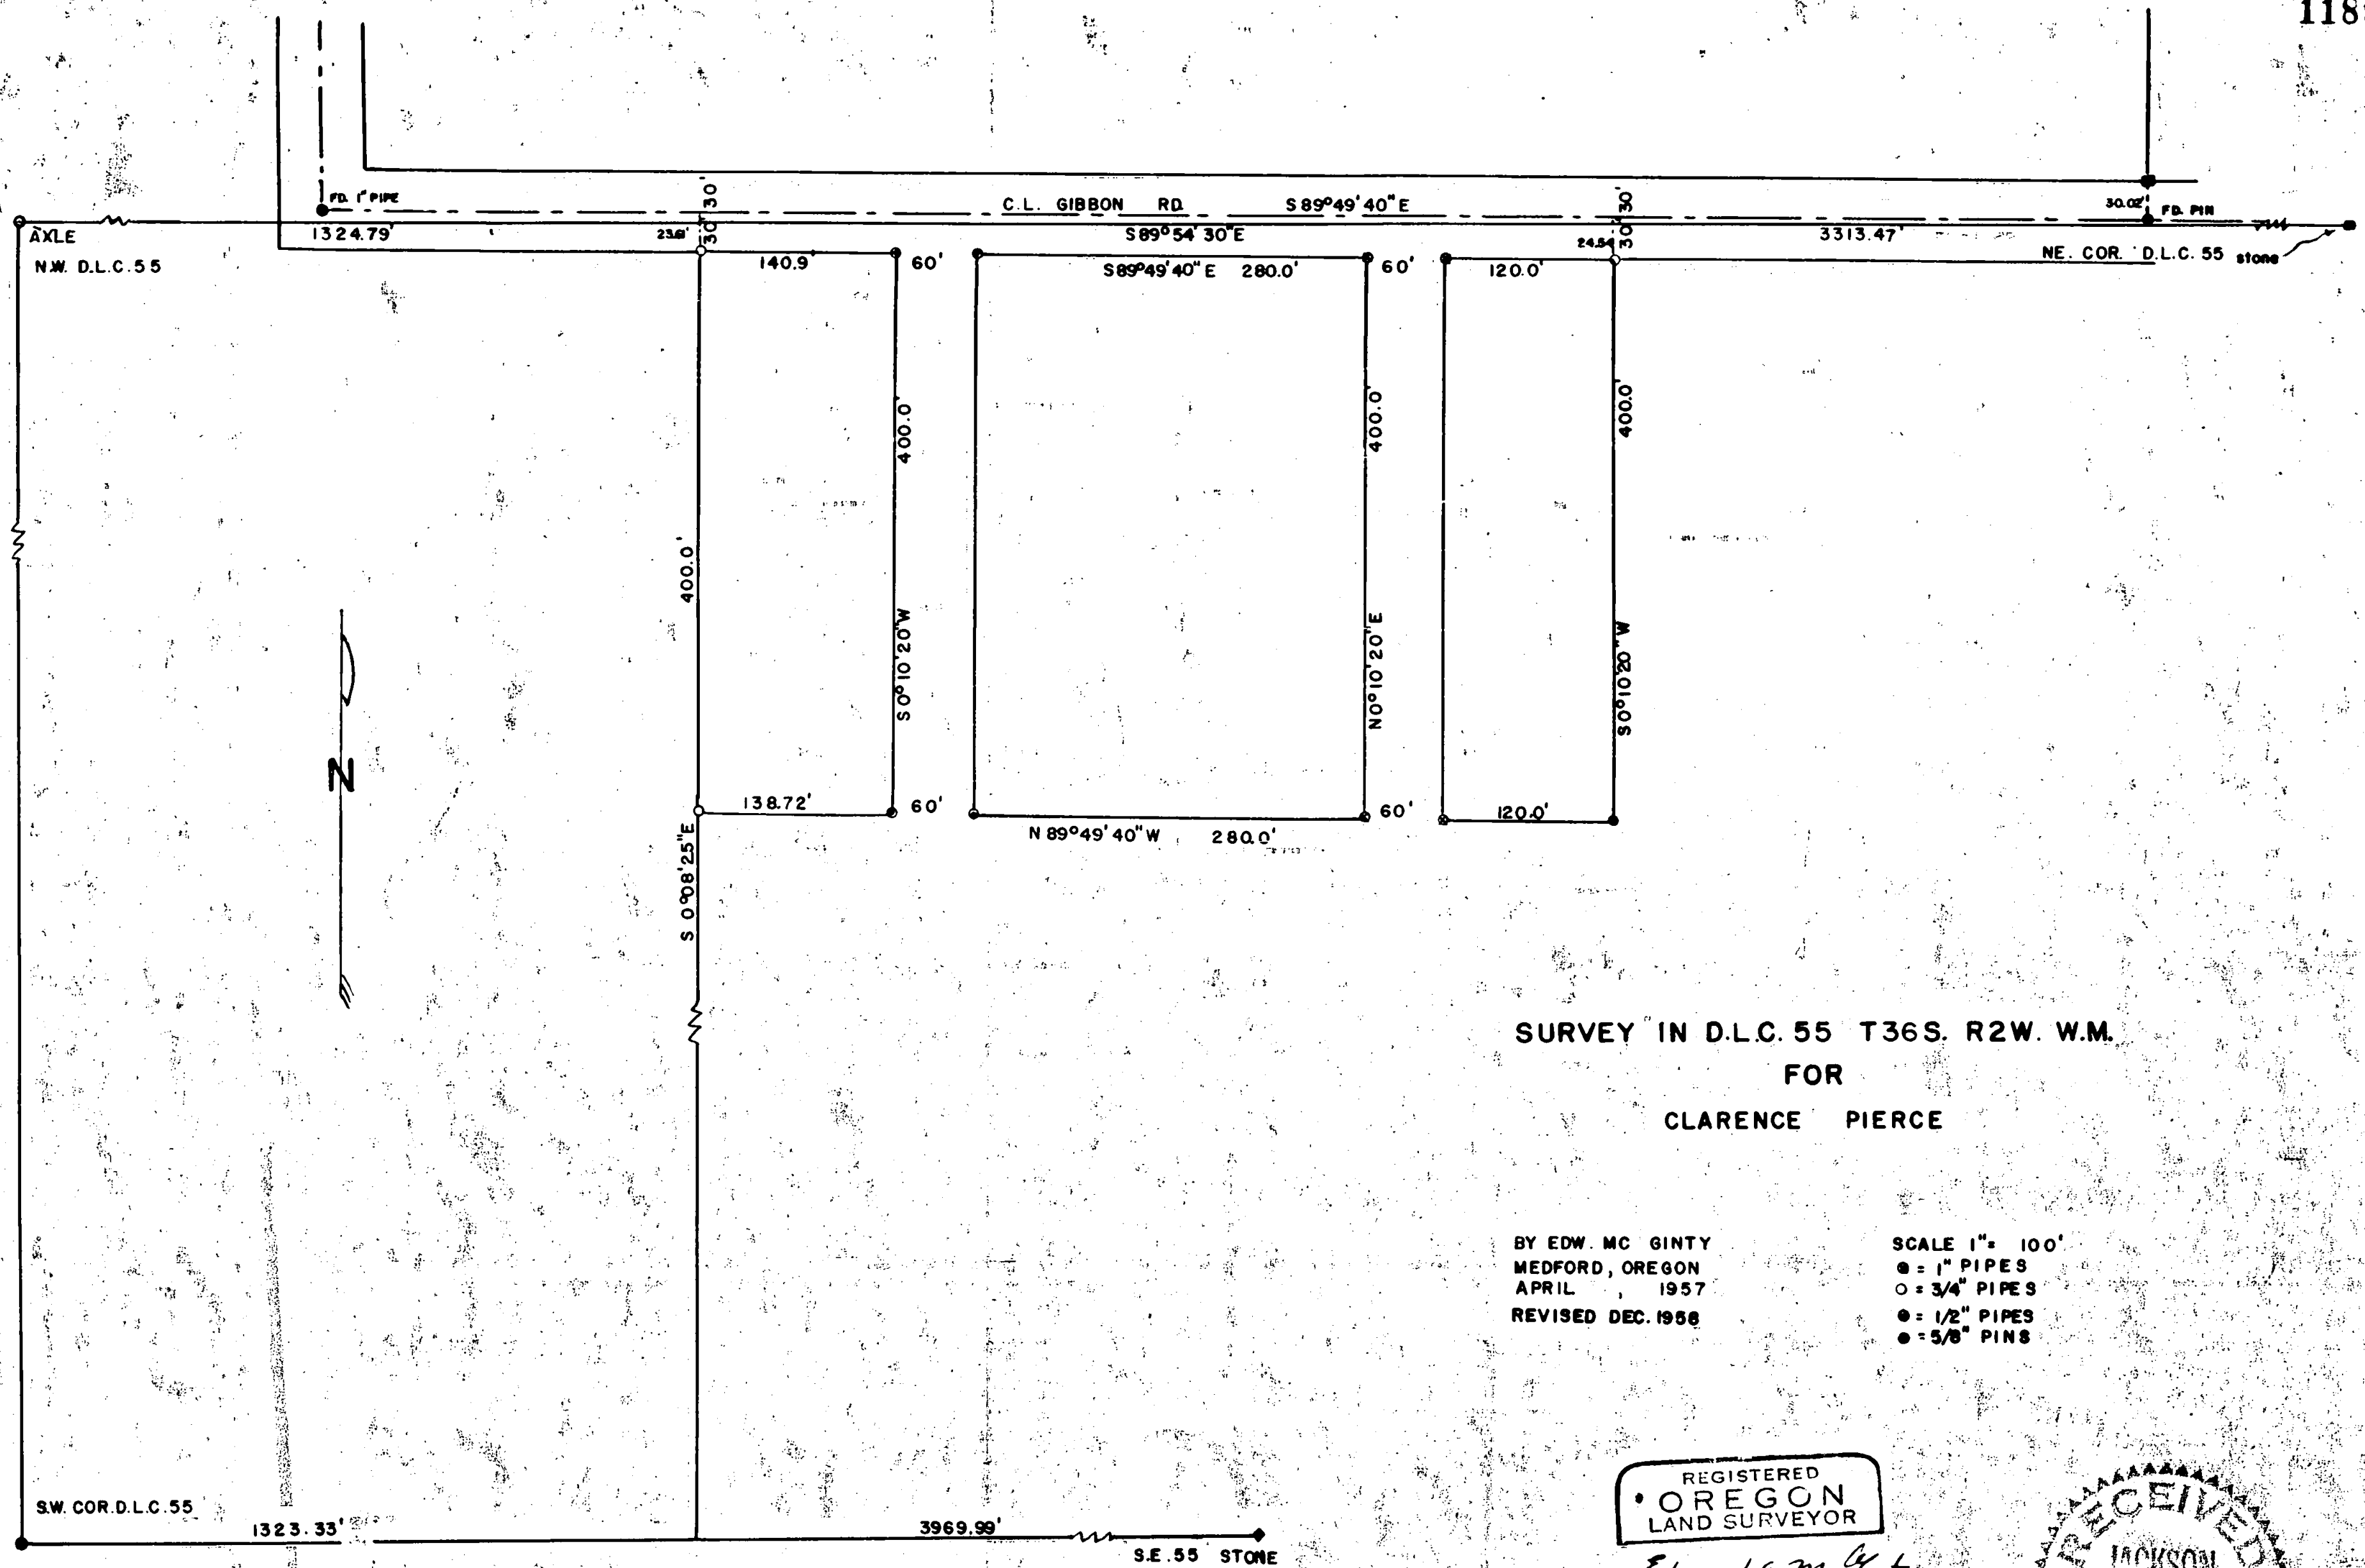 118
30'
30'
FD. 1" PIPE
C.L. GIBBON RD. S 89° 49' 40" E
30.02'
FD. PIN
AXLE
1324.79'
23.61'
30'
S 89° 54' 30" E
24.54'
30'
3313.47'
N.W. D.L.C. 55
140.9'
60'
S 89° 49' 40" E 280.0'
60'
120.0'
NE. COR. D.L.C. 55 stone
400.0'
400.0'
400.0'
400.0'
S 0° 10' 20" W
N 0° 10' 20" E
S 0° 10' 20" W
N
138.72'
60'
N 89° 49' 40" W 280.0'
60'
120.0'
S 0° 08' 25" E
SURVEY IN D.L.C. 55 T36S. R2W. W.M.
FOR
CLARENCE PIERCE
BY EDW. MC GINTY
MEDFORD, OREGON
APRIL , 1957
REVISED DEC. 1958
SCALE 1" = 100'
= 1" PIPES
= 3/4" PIPES
= 1/2" PIPES
= 5/8" PINS
REGISTERED
OREGON
LAND SURVEYOR
RECEIVED
JACKSON
S.W. COR. D.L.C. 55
1323.33'
3969.99'
S.E. 55 STONE